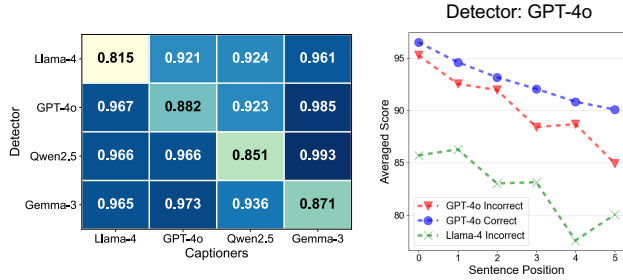 Detector: GPT-4o
Llama-4 0.815 0.921 0.924 0.961
GPT-4o 0.967 0.882 0.923 0.985
Qwen2.5 0.966 0.966 0.851 0.993
Gemma-3 0.965 0.973 0.936 0.871
Detector
Llama-4 GPT-4o Qwen2.5 Gemma-3
Captioners
95
90
85
80
Averaged Score
GPT-4o Incorrect
GPT-4o Correct
Llama-4 Incorrect
0 1 2 3 4 5
Sentence Position